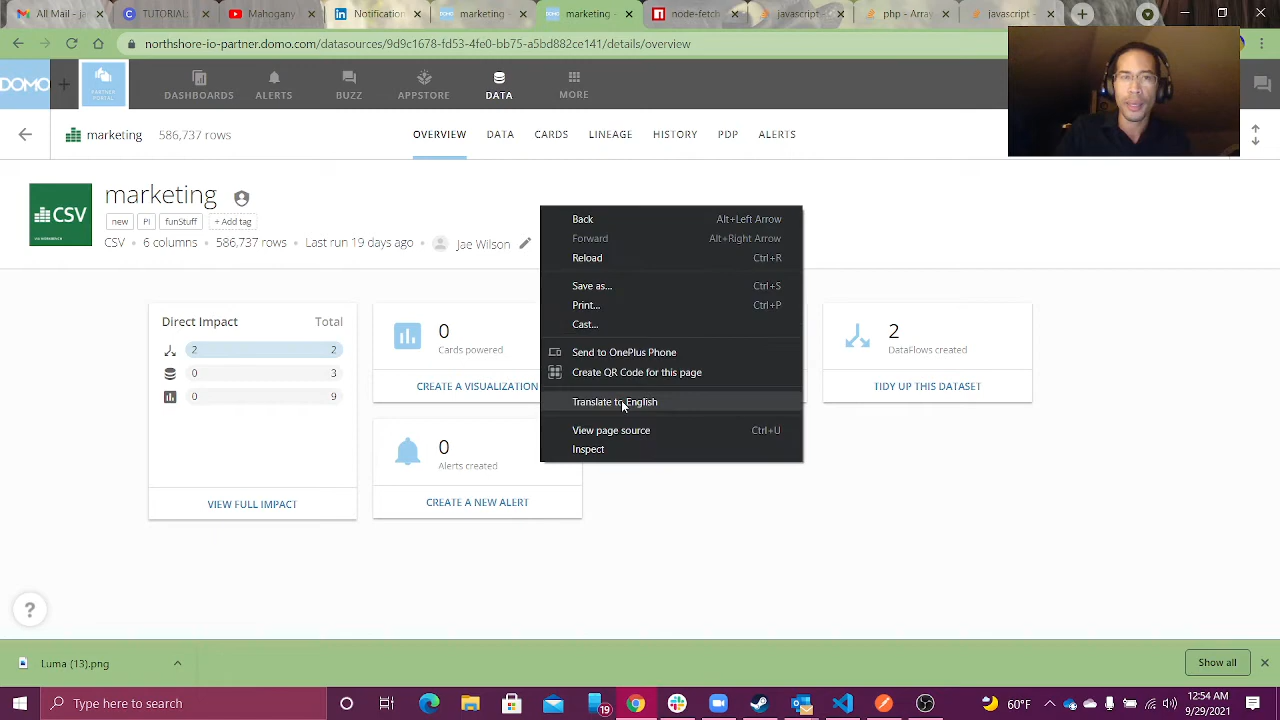 All Mail - ja
Transport
(2) Mahogany
Notification
marketing
marketing
node-fetch
javascript
php - Array
javascript
northshore-io-partner.domo.com/datasources/9d9c1678-fd53-4fe0-bb75-a5bd882ce141/details/overview
DOMO
PARTNER PORTAL
DASHBOARDS
ALERTS
BUZZ
APPSTORE
DATA
MORE
marketing 586,737 rows
OVERVIEW DATA CARDS LINEAGE HISTORY PDP ALERTS
CSV
marketing
new PI funStuff + Add tag
CSV • 6 columns • 586,737 rows • Last run 19 days ago • Jae Wilson
Back Alt+Left Arrow
Forward Alt+Right Arrow
Reload Ctrl+R
Save as... Ctrl+S
Print... Ctrl+P
Cast...
Send to OnePlus Phone
Create QR Code for this page
Translate to English
View page source Ctrl+U
Inspect
Direct Impact Total
2 2
0 3
0 9
VIEW FULL IMPACT
0
Cards powered
CREATE A VISUALIZATION
2
DataFlows created
TIDY UP THIS DATASET
0
Alerts created
CREATE A NEW ALERT
?
Luma (13).png
Show all
Type here to search
19
60°F
12:54 AM
9/29/2021